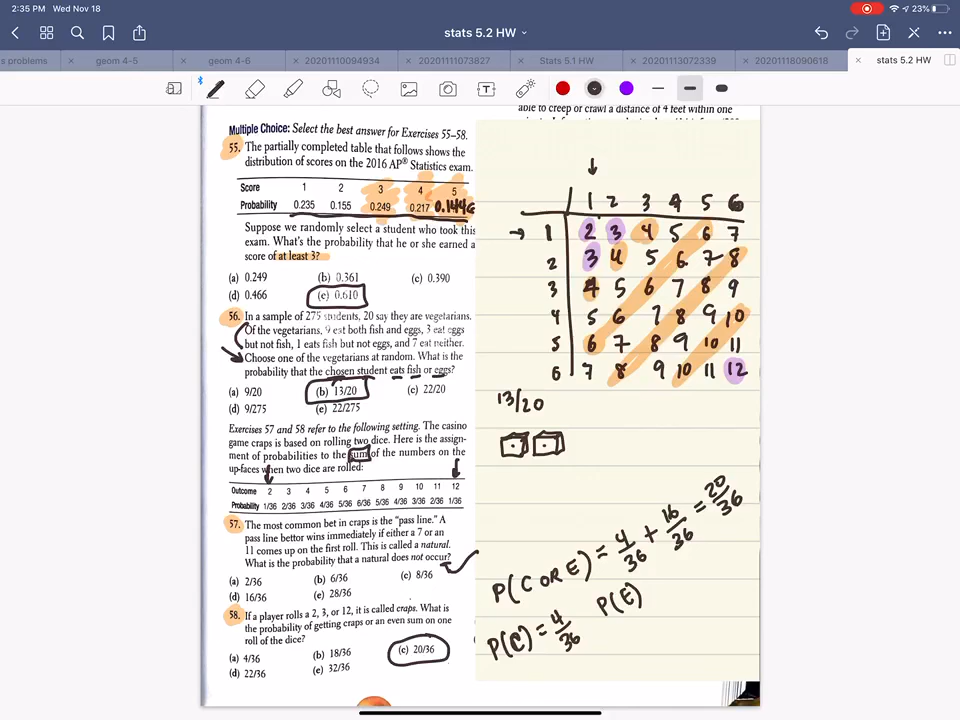 2:35 PM Wed Nov 18
23%
stats 5.2 HW
s problems
geom 4-5
geom 4-6
20201110094934
20201111073827
Stats 5.1 HW
20201113072339
20201118090618
stats 5.2 HW
able to creep or crawl a distance of 4 feet within one
Multiple Choice: Select the best answer for Exercises 55–58.
55. The partially completed table that follows shows the
distribution of scores on the 2016 AP® Statistics exam.
Score 1 2 3 4 5
Probability 0.235 0.155 0.249 0.217 0.144
Suppose we randomly select a student who took this
exam. What's the probability that he or she earned a
score of at least 3?
(a) 0.249 (b) 0.361 (c) 0.390
(d) 0.466 (e) 0.610
56. In a sample of 275 students, 20 say they are vegetarians.
Of the vegetarians, 9 eat both fish and eggs, 3 eat eggs
but not fish, 1 eats fish but not eggs, and 7 eat neither.
Choose one of the vegetarians at random. What is the
probability that the chosen student eats fish or eggs?
(a) 9/20 (b) 13/20 (c) 22/20
(d) 9/275 (e) 22/275
Exercises 57 and 58 refer to the following setting. The casino
game craps is based on rolling two dice. Here is the assign-
ment of probabilities to the sum of the numbers on the
up-faces when two dice are rolled:
Outcome 2 3 4 5 6 7 8 9 10 11 12
Probability 1/36 2/36 3/36 4/36 5/36 6/36 5/36 4/36 3/36 2/36 1/36
57. The most common bet in craps is the “pass line.” A
pass line bettor wins immediately if either a 7 or an
11 comes up on the first roll. This is called a natural.
What is the probability that a natural does not occur?
(a) 2/36 (b) 6/36 (c) 8/36
(d) 16/36 (e) 28/36
58. If a player rolls a 2, 3, or 12, it is called craps. What is
the probability of getting craps or an even sum on one
roll of the dice?
(a) 4/36 (b) 18/36 (c) 20/36
(d) 22/36 (e) 32/36
1 2 3 4 5 6
1 2 3 4 5 6 7
2 3 4 5 6 7 8
3 4 5 6 7 8 9
4 5 6 7 8 9 10
5 6 7 8 9 10 11
6 7 8 9 10 11 12
13/20
P(C OR E) = 4/36 + 16/36 = 20/36
P(C) = 4/36 P(E)